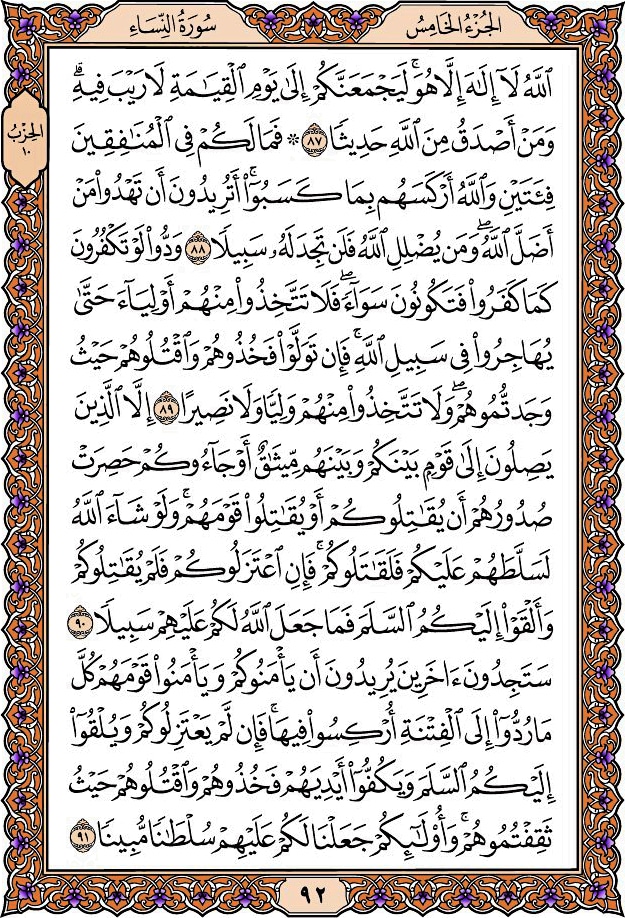 الجُزْءُ الخَامِسُ
سُورَةُ النِّسَاءِ
ٱللَّهُ لَآ إِلَٰهَ إِلَّا هُوَۚ لَيَجْمَعَنَّكُمْ إِلَىٰ يَوْمِ ٱلْقِيَٰمَةِ لَا رَيْبَ فِيهِۗ
وَمَنْ أَصْدَقُ مِنَ ٱللَّهِ حَدِيثًا ٨٧ ۞ فَمَا لَكُمْ فِى ٱلْمُنَٰفِقِينَ
فِئَتَيْنِ وَٱللَّهُ أَرْكَسَهُم بِمَا كَسَبُوٓا۟ۚ أَتُرِيدُونَ أَن تَهْدُوا۟ مَنْ
أَضَلَّ ٱللَّهُۖ وَمَن يُضْلِلِ ٱللَّهُ فَلَن تَجِدَ لَهُۥ سَبِيلًا ٨٨ وَدُّوا۟ لَوْ تَكْفُرُونَ
كَمَا كَفَرُوا۟ فَتَكُونُونَ سَوَآءًۖ فَلَا تَتَّخِذُوا۟ مِنْهُمْ أَوْلِيَآءَ حَتَّىٰ
يُهَاجِرُوا۟ فِى سَبِيلِ ٱللَّهِۚ فَإِن تَوَلَّوْا۟ فَخُذُوهُمْ وَٱقْتُلُوهُمْ حَيْثُ
وَجَدتُّمُوهُمْۖ وَلَا تَتَّخِذُوا۟ مِنْهُمْ وَلِيًّا وَلَا نَصِيرًا ٨٩ إِلَّا ٱلَّذِينَ
يَصِلُونَ إِلَىٰ قَوْمٍۭ بَيْنَكُمْ وَبَيْنَهُم مِّيثَٰقٌ أَوْ جَآءُوكُمْ حَصِرَتْ
صُدُورُهُمْ أَن يُقَٰتِلُوكُمْ أَوْ يُقَٰتِلُوا۟ قَوْمَهُمْۚ وَلَوْ شَآءَ ٱللَّهُ
لَسَلَّطَهُمْ عَلَيْكُمْ فَلَقَٰتَلُوكُمْۚ فَإِنِ ٱعْتَزَلُوكُمْ فَلَمْ يُقَٰتِلُوكُمْ
وَأَلْقَوْا۟ إِلَيْكُمُ ٱلسَّلَمَ فَمَا جَعَلَ ٱللَّهُ لَكُمْ عَلَيْهِمْ سَبِيلًا ٩٠
سَتَجِدُونَ ءَاخَرِينَ يُرِيدُونَ أَن يَأْمَنُوكُمْ وَيَأْمَنُوا۟ قَوْمَهُمْ كُلَّ
مَا رُدُّوٓا۟ إِلَى ٱلْفِتْنَةِ أُرْكِسُوا۟ فِيهَاۚ فَإِن لَّمْ يَعْتَزِلُوكُمْ وَيُلْقُوٓا۟
إِلَيْكُمُ ٱلسَّلَمَ وَيَكُفُّوٓا۟ أَيْدِيَهُمْ فَخُذُوهُمْ وَٱقْتُلُوهُمْ حَيْثُ
ثَقِفْتُمُوهُمْۚ وَأُو۟لَٰٓئِكُمْ جَعَلْنَا لَكُمْ عَلَيْهِمْ سُلْطَٰنًا مُّبِينًا ٩١
الحِزْبُ
١٠
٩٢